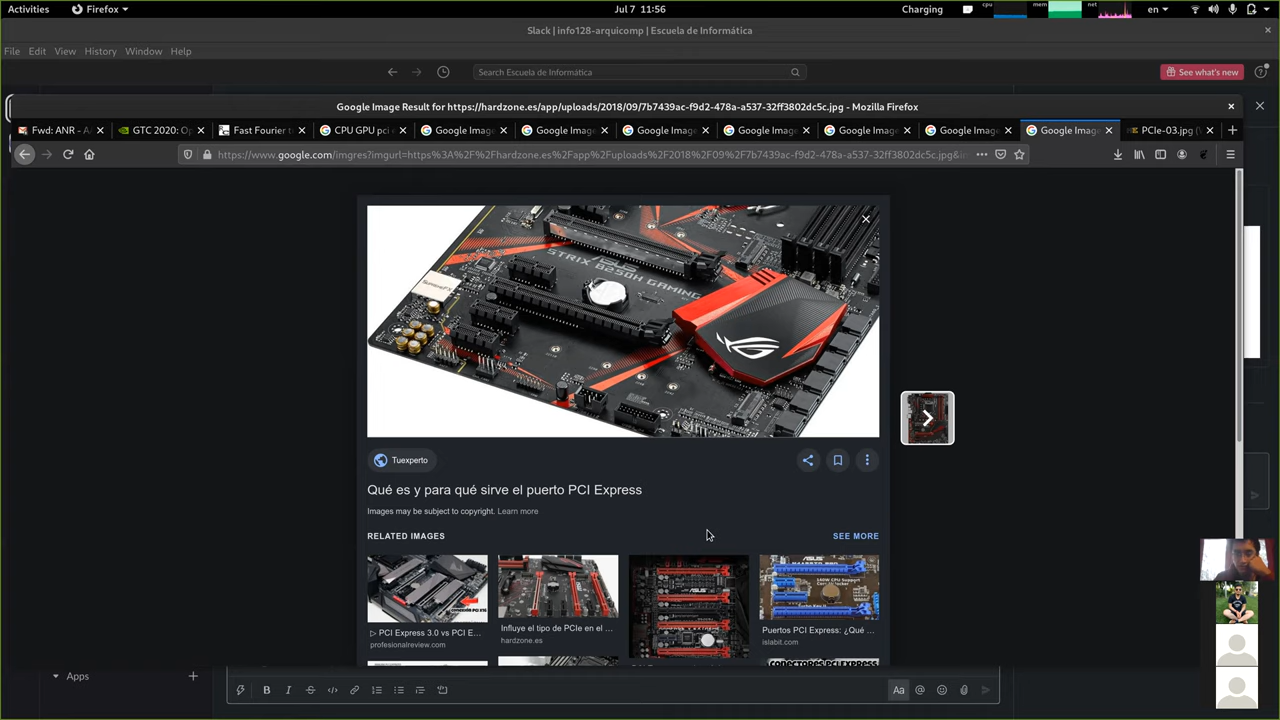 Activities
Firefox
Jul 7 11:56
Charging
cpu
mem
net
en
Slack | info128-arquicomp | Escuela de Informática
File Edit View History Window Help
Search Escuela de Informática
See what's new
Google Image Result for https://hardzone.es/app/uploads/2018/09/7b7439ac-f9d2-478a-a537-32ff3802dc5c.jpg - Mozilla Firefox
Fwd: ANR - A
GTC 2020: Op
Fast Fourier t
CPU GPU pci
Google Image
Google Image
Google Image
Google Image
Google Image
Google Image
Google Image
PCIe-03.jpg (
https://www.google.com/imgres?imgurl=https%3A%2F%2Fhardzone.es%2Fapp%2Fuploads%2F2018%2F09%2F7b7439ac-f9d2-478a-a537-32ff3802dc5c.jpg&i
STRIX B250H GAMING
Tuexperto
Qué es y para qué sirve el puerto PCI Express
Images may be subject to copyright. Learn more
RELATED IMAGES
SEE MORE
▷ PCI Express 3.0 vs PCI E...
profesionalreview.com
Influye el tipo de PCIe en el ...
hardzone.es
Puertos PCI Express: ¿Qué ...
islabit.com
CONECTORES PCI EXPRESS
Apps
Aa